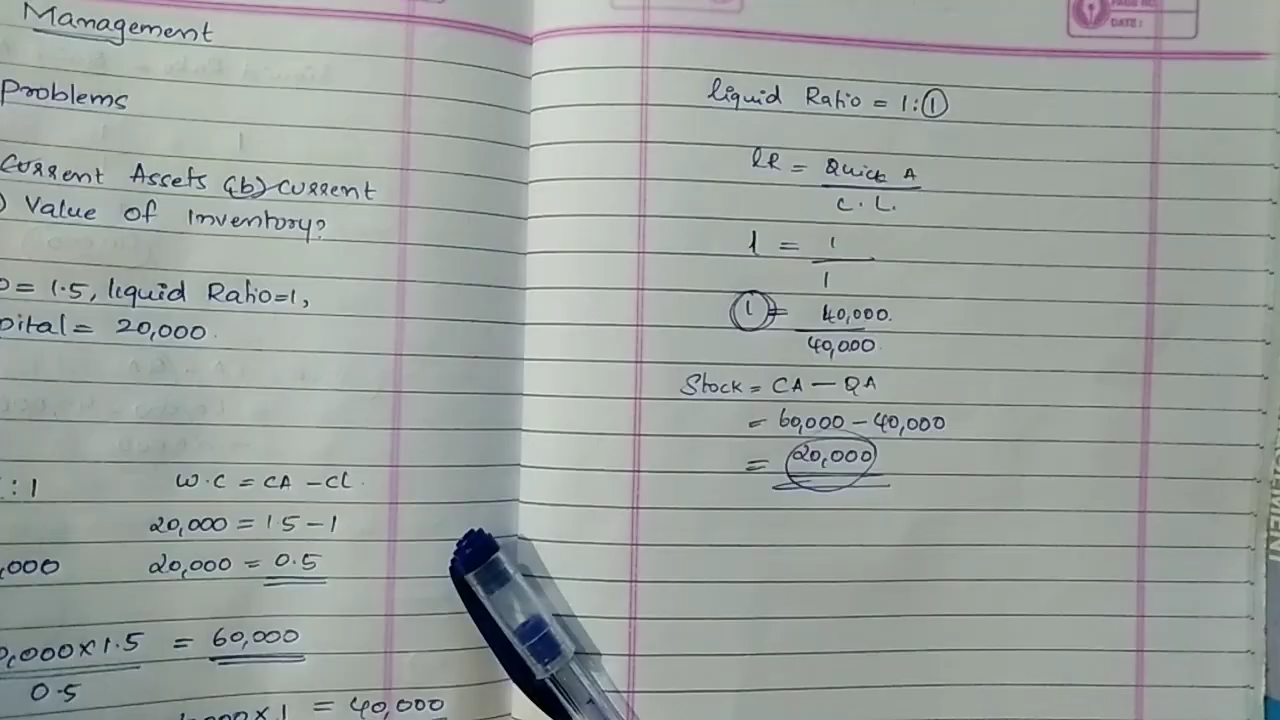 Management
Problems
Current Assets (b) current
) Value of Inventory?
= 1.5, liquid Ratio=1,
pital = 20,000.
: 1
W.C = CA - CL.
20,000 = 1 5 - 1
,000
20,000 = 0.5
0,000 x 1.5 = 60,000
0.5
x 1 = 40,000
DATE :
liquid Ratio = 1:1
LR = Quick A
C.L.
1 = 1
1
1 = 40,000.
40,000
Stock = CA - QA
= 60,000 - 40,000
= 20,000